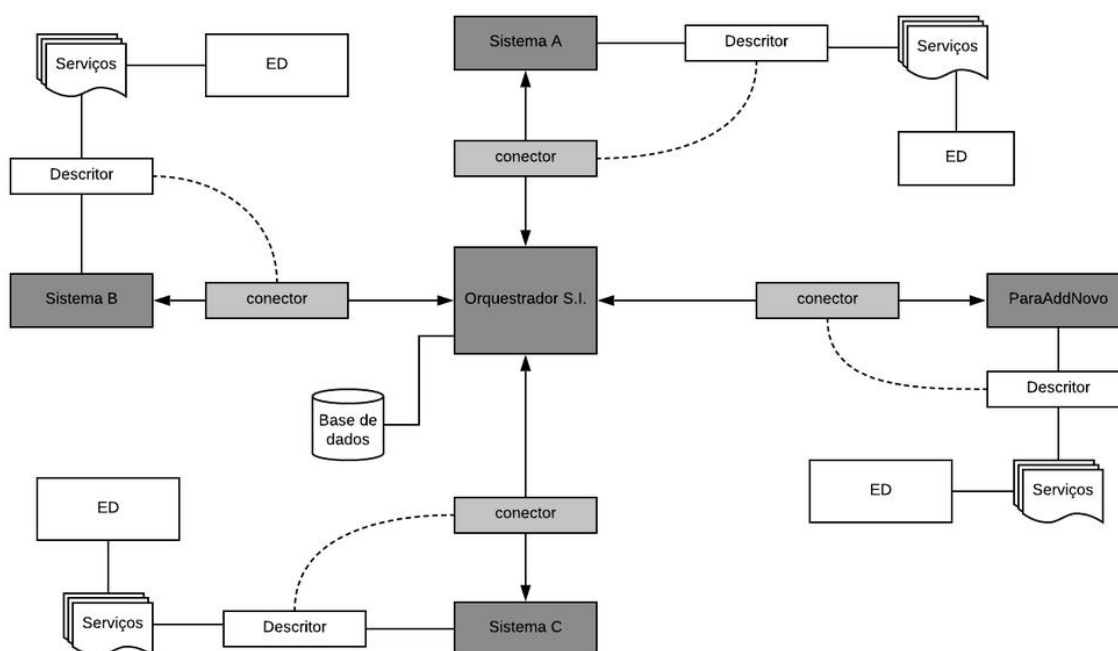 Sistema A
Descritor
Serviços
Serviços
ED
conector
ED
Descritor
Sistema B
conector
Orquestrador S.I.
conector
ParaAddNovo
Descritor
Base de
dados
ED
Serviços
ED
conector
Serviços
Descritor
Sistema C